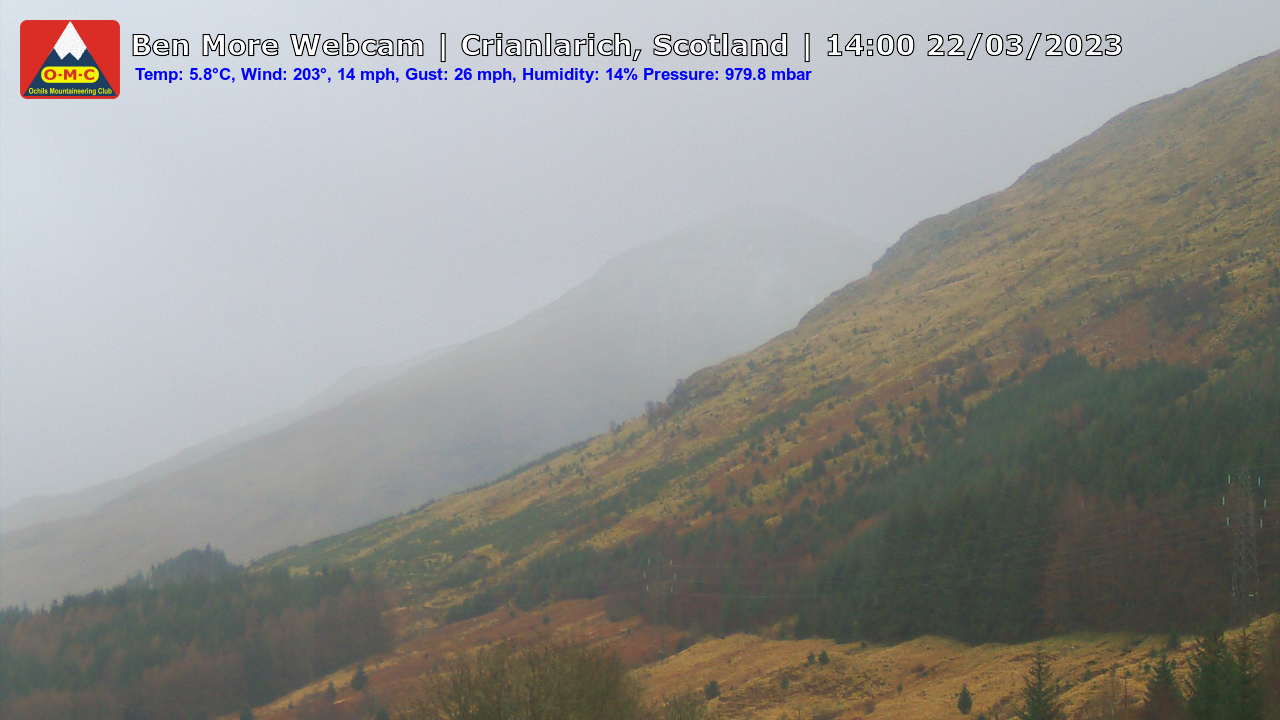 Ben More Webcam | Crianlarich, Scotland | 14:00 22/03/2023
Temp: 5.8°C, Wind: 203°, 14 mph, Gust: 26 mph, Humidity: 14% Pressure: 979.8 mbar
O·M·C
Ochils Mountaineering Club